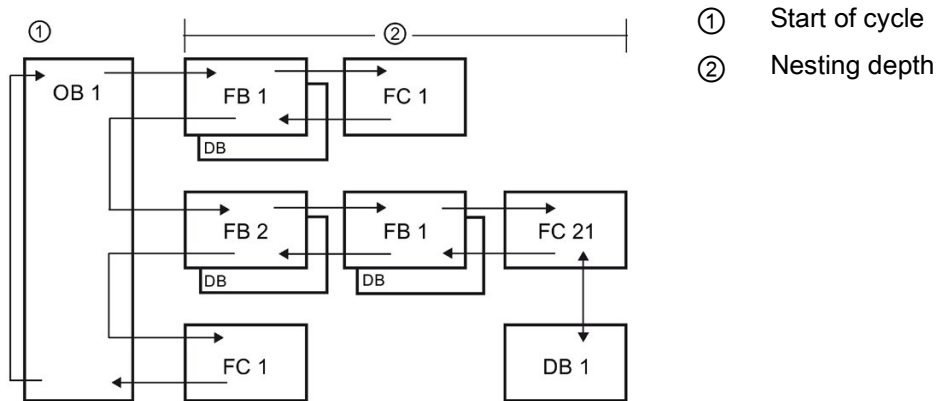 ①
②
① Start of cycle
② Nesting depth
OB 1
FB 1
FC 1
DB
FB 2
FB 1
FC 21
DB
DB
FC 1
DB 1